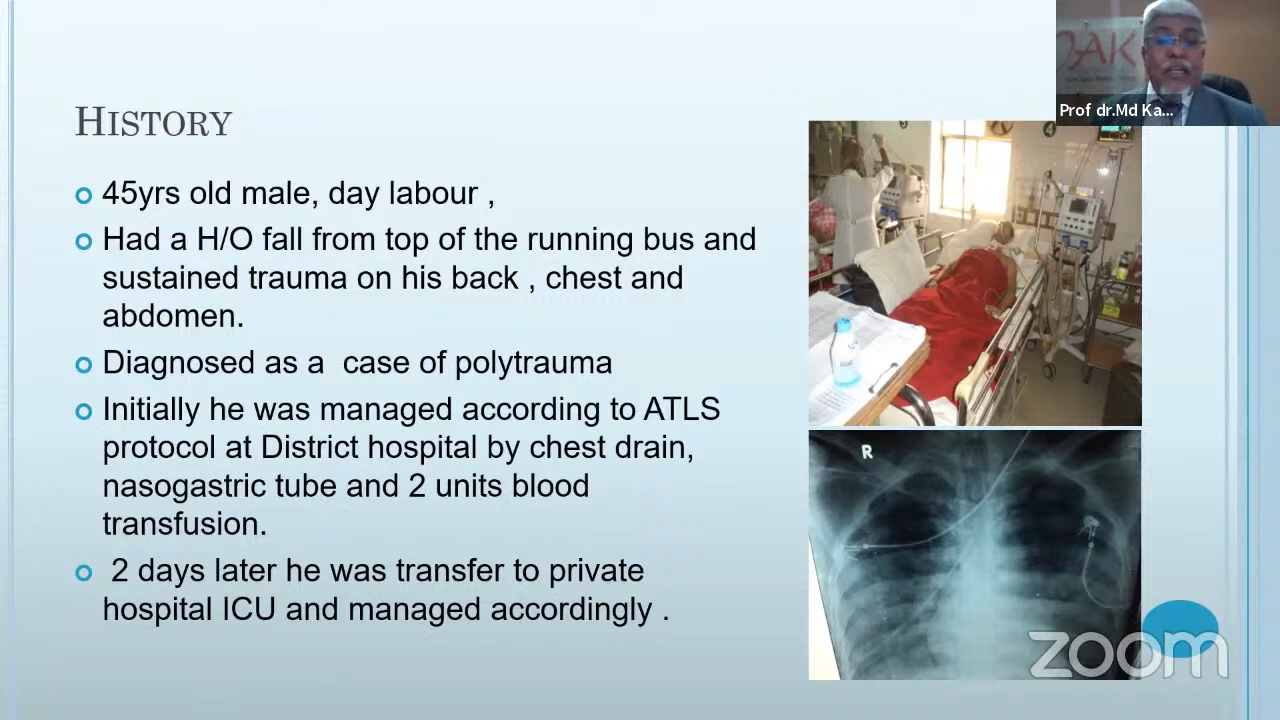 AK
Prof dr.Md Ka...
HISTORY
45yrs old male, day labour ,
Had a H/O fall from top of the running bus and
sustained trauma on his back , chest and
abdomen.
Diagnosed as a case of polytrauma
Initially he was managed according to ATLS
protocol at District hospital by chest drain,
nasogastric tube and 2 units blood
transfusion.
2 days later he was transfer to private
hospital ICU and managed accordingly .
4
R
zoom